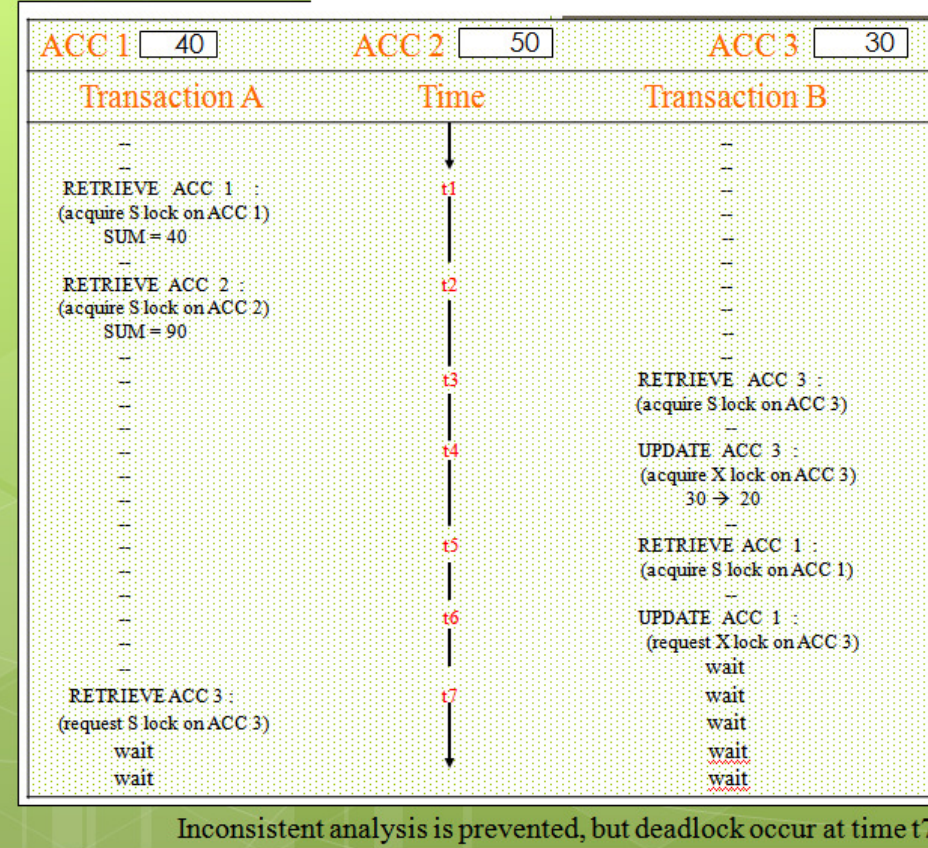 ACC 1 40 ACC 2 50 ACC 3 30
Transaction A Time Transaction B
-- --
-- --
RETRIEVE ACC 1 : t1 --
(acquire S lock on ACC 1) --
SUM = 40 --
-- --
RETRIEVE ACC 2 : t2 --
(acquire S lock on ACC 2) --
SUM = 90 --
-- --
-- t3 RETRIEVE ACC 3 :
-- (acquire S lock on ACC 3)
-- --
-- t4 UPDATE ACC 3 :
-- (acquire X lock on ACC 3)
-- 30 → 20
-- --
-- t5 RETRIEVE ACC 1 :
-- (acquire S lock on ACC 1)
-- --
-- t6 UPDATE ACC 1 :
-- (request X lock on ACC 3)
-- wait
RETRIEVE ACC 3 : t7 wait
(request S lock on ACC 3) wait
wait wait
wait wait
Inconsistent analysis is prevented, but deadlock occur at time t7